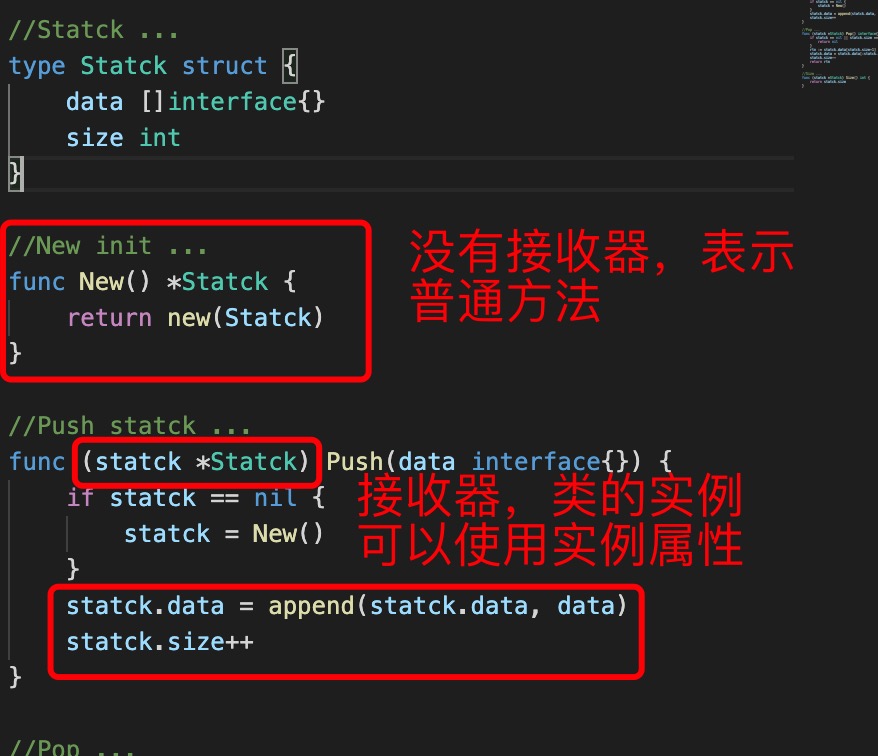 //Statck ...
type Statck struct {
data []interface{}
size int
}
//New init ...
func New() *Statck {
return new(Statck)
}
没有接收器，表示
普通方法
//Push statck ...
func (statck *Statck) Push(data interface{}) {
if statck == nil {
statck = New()
}
接收器，类的实例
可以使用实例属性
statck.data = append(statck.data, data)
statck.size++
}
//Pop ...